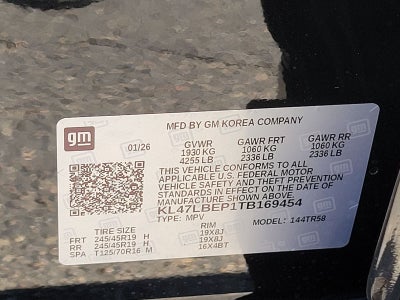 gm
MFD BY GM KOREA COMPANY
01/26 GVWR GAWR FRT GAWR RR
1930 KG 1060 KG 1060 KG
4255 LB 2336 LB 2336 LB
THIS VEHICLE CONFORMS TO ALL
APPLICABLE U.S. FEDERAL MOTOR
VEHICLE SAFETY AND THEFT PREVENTION
STANDARDS IN EFFECT ON THE DATE OF
MANUFACTURE SHOWN ABOVE.
KL47LBEP1TB169454
TYPE: MPV MODEL: 144TR58
TIRE SIZE RIM
FRT 245/45R19 H 19X8J
RR 245/45R19 H 19X8J
SPA T125/70R16 M 16X4BT